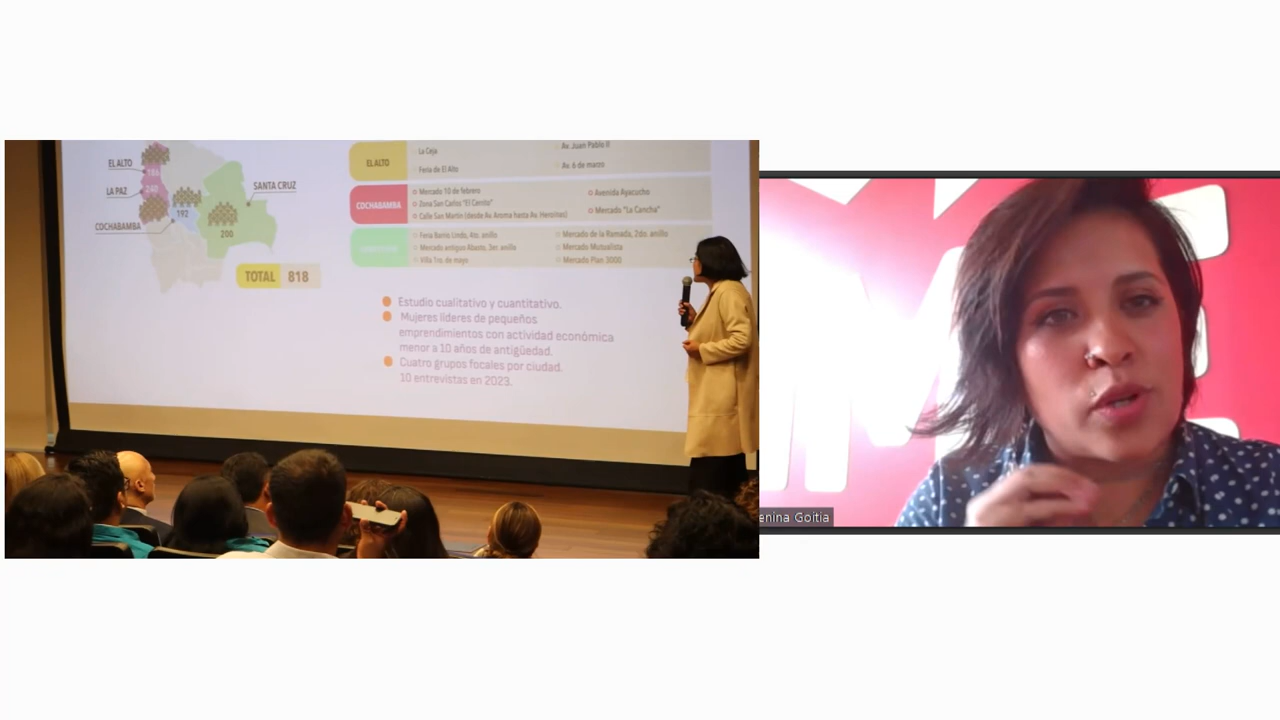 EL ALTO
186
LA PAZ
240
SANTA CRUZ
192
COCHABAMBA
200
TOTAL 818
EL ALTO
La Ceja
Av. Juan Pablo II
Feria de El Alto
Av. 6 de marzo
COCHABAMBA
Mercado 10 de febrero
Avenida Ayacucho
Zona San Carlos "El Cerrito"
Calle San Martín (desde Av. Aroma hasta Av. Heroínas)
Mercado "La Cancha"
Feria Barrio Lindo, 4to. anillo
Mercado de la Ramada, 2do. anillo
Mercado antiguo Abasto, 3er. anillo
Mercado Mutualista
Villa 1ro. de mayo
Mercado Plan 3000
Estudio cualitativo y cuantitativo.
Mujeres líderes de pequeños
emprendimientos con actividad económica
menor a 10 años de antigüedad.
Cuatro grupos focales por ciudad.
10 entrevistas en 2023.
enina Goitia